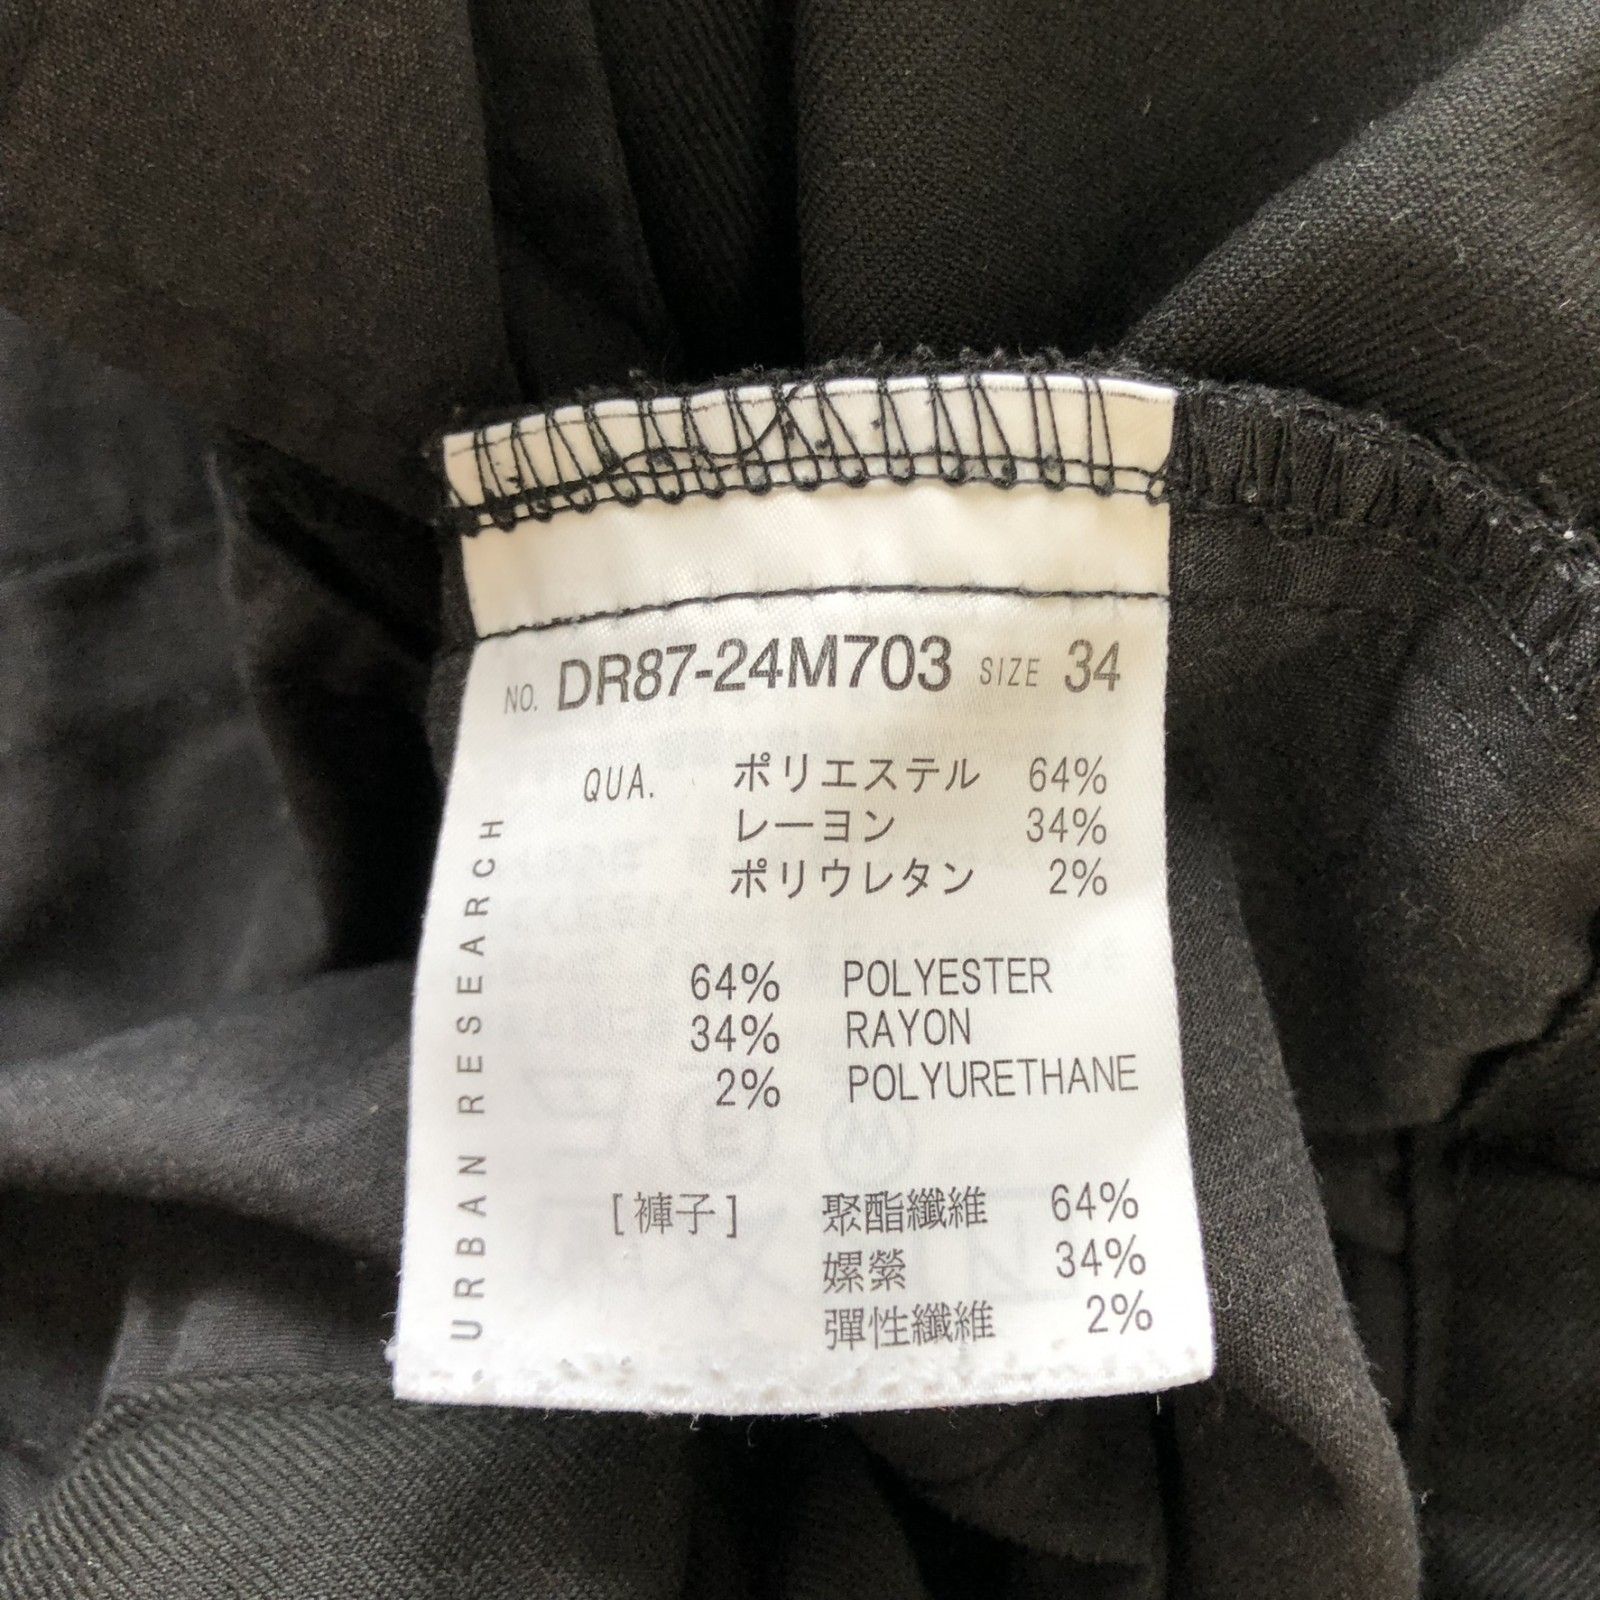 NO. DR87-24M703 SIZE 34
QUA. ポリエステル 64%
レーヨン 34%
ポリウレタン 2%
64% POLYESTER
34% RAYON
2% POLYURETHANE
[褲子] 聚酯纖維 64%
嫘縈 34%
彈性纖維 2%
URBAN RESEARCH